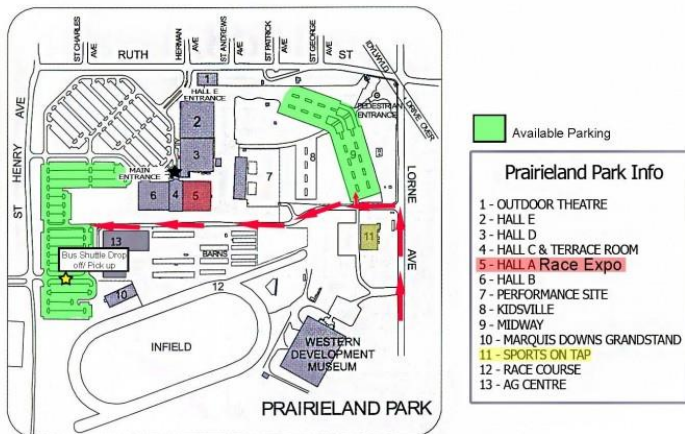 ST CHARLES
AVE
HERMAN
AVE
ST ANDREWS
AVE
ST PATRICK
AVE
ST GEORGE
AVE
RUTH
ST
IDYLWYLD
DRIVE OVER
1
HALL E
ENTRANCE
PEDESTRIAN
ENTRANCE
ST HENRY AVE
2
3
MAIN
ENTRANCE
6
4
5
7
8
9
LORNE
AVE
13
Bus Shuttle Drop
off/ Pick up
BARNS
11
10
12
INFIELD
WESTERN
DEVELOPMENT
MUSEUM
PRAIRIELAND PARK
Available Parking
Prairieland Park Info
1 - OUTDOOR THEATRE
2 - HALL E
3 - HALL D
4 - HALL C & TERRACE ROOM
5 - HALL A Race Expo
6 - HALL B
7 - PERFORMANCE SITE
8 - KIDSVILLE
9 - MIDWAY
10 - MARQUIS DOWNS GRANDSTAND
11 - SPORTS ON TAP
12 - RACE COURSE
13 - AG CENTRE